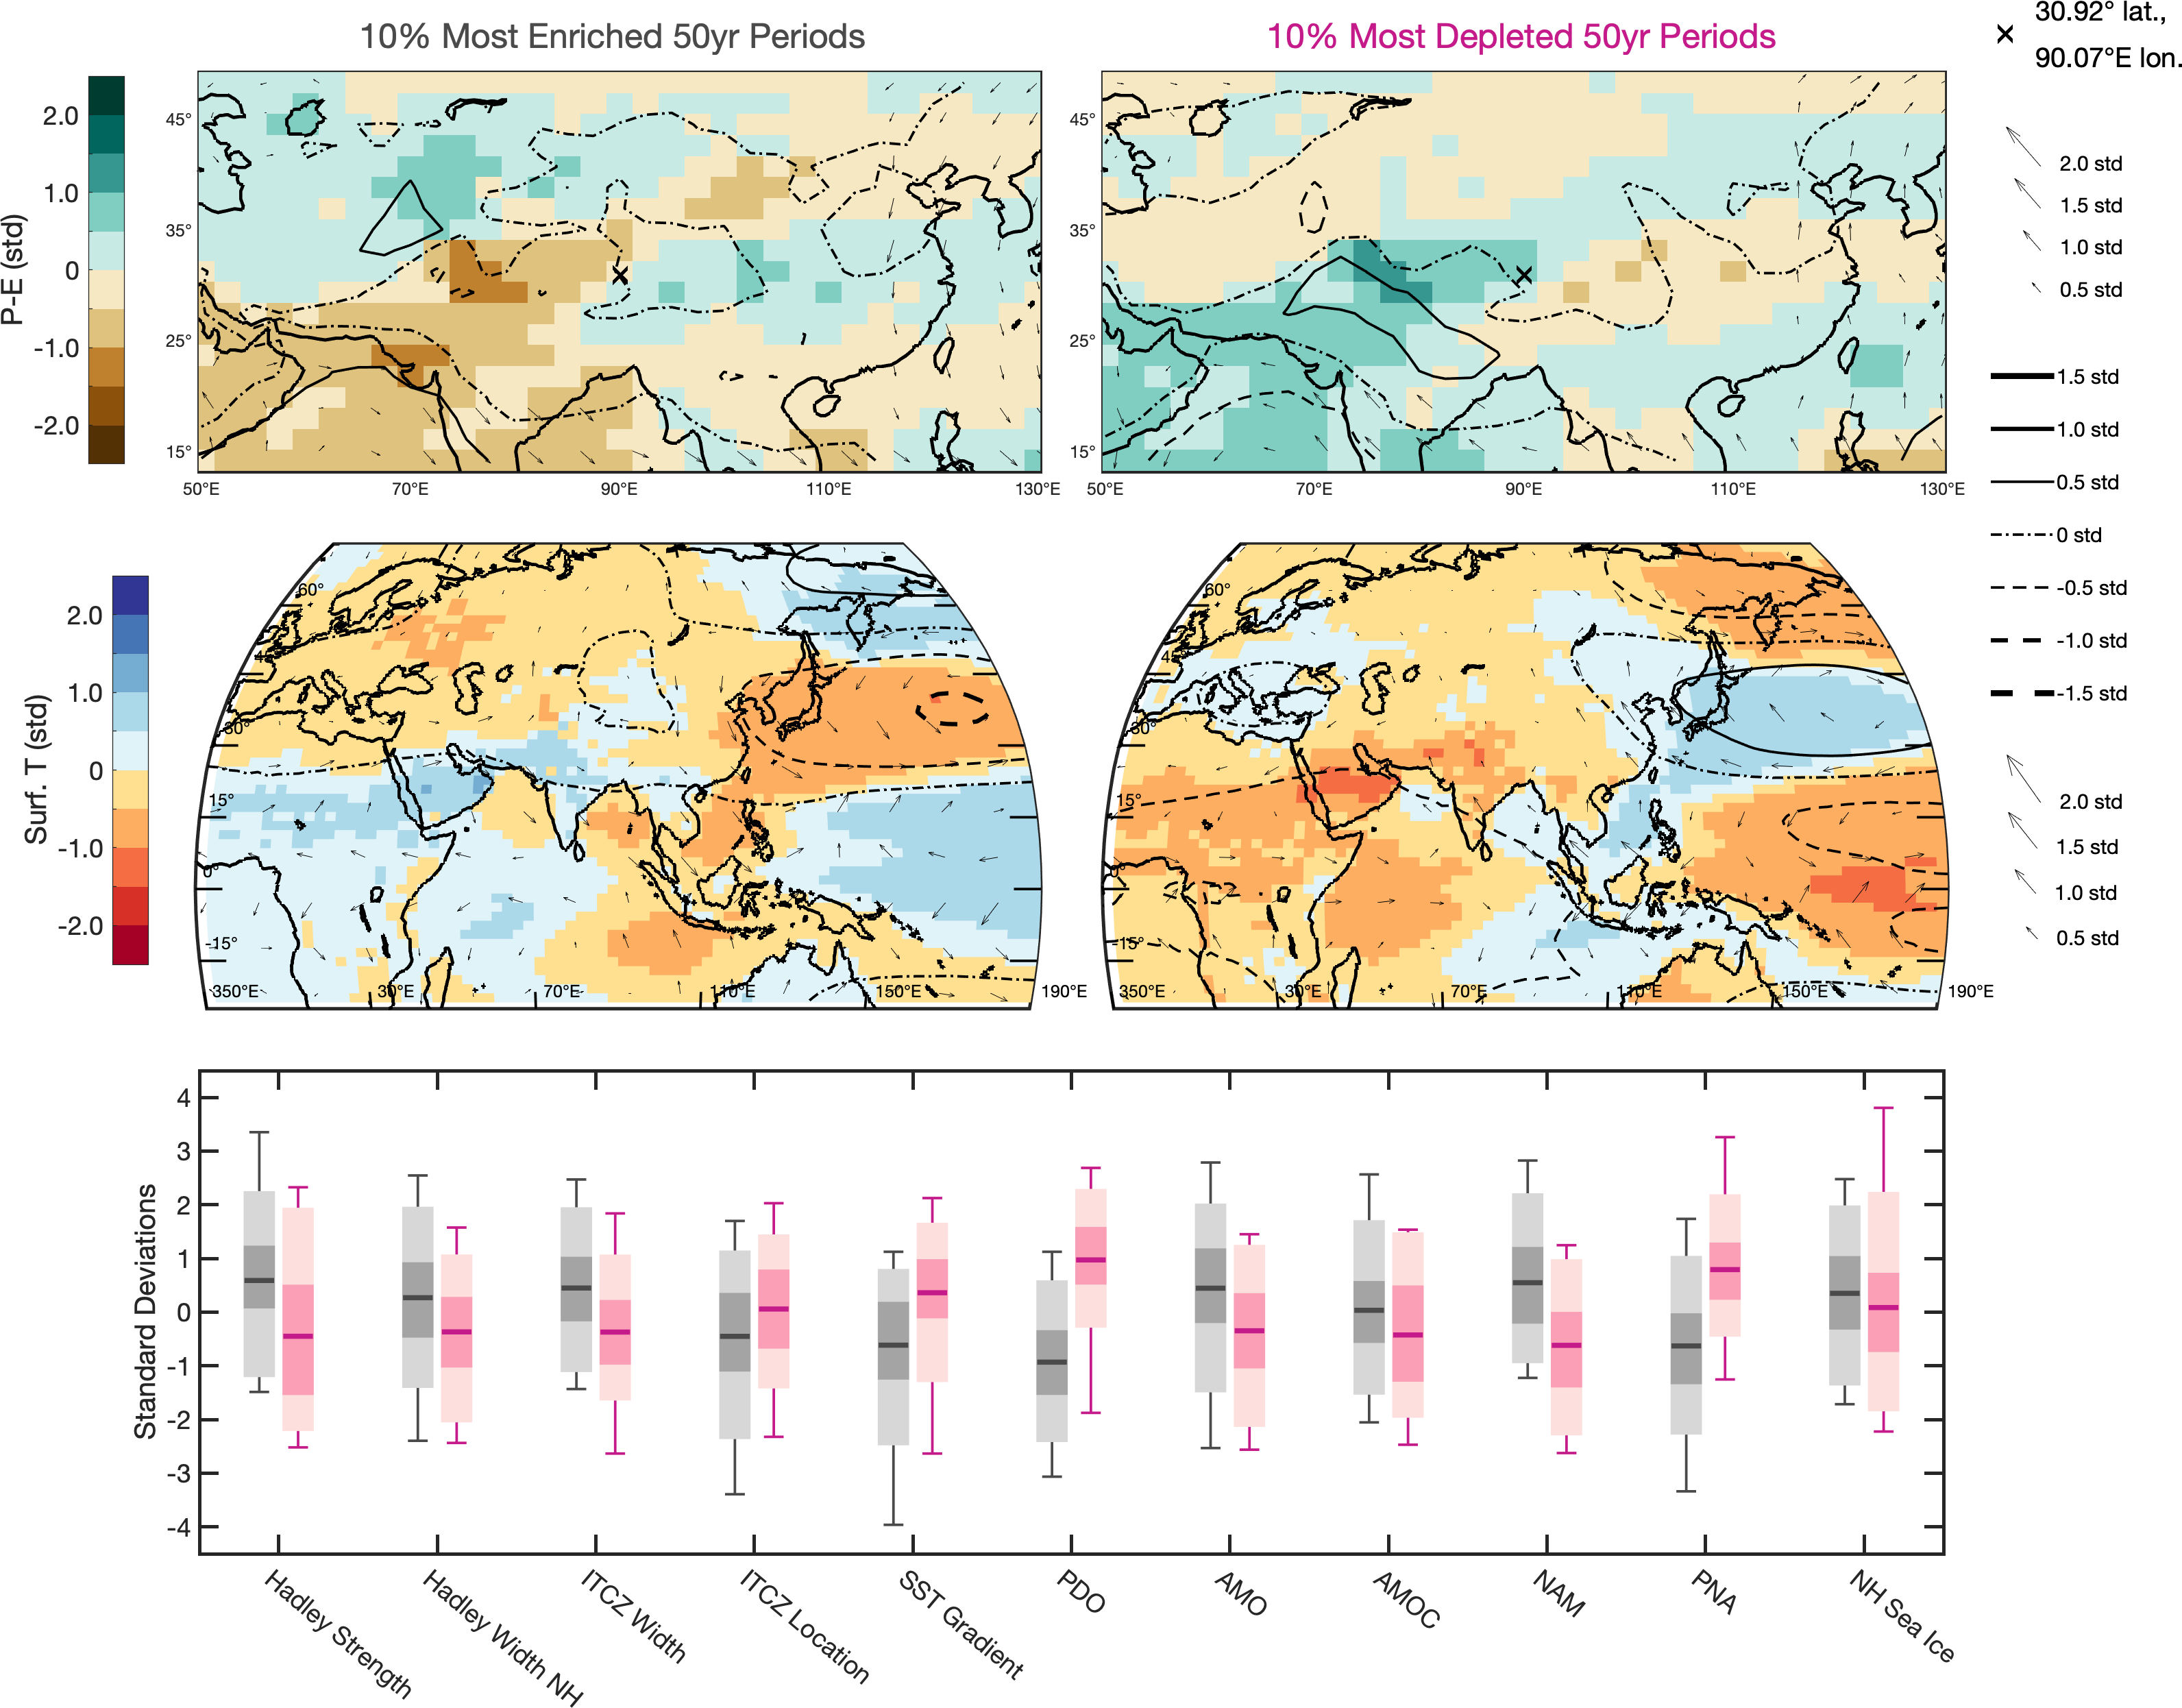 10% Most Enriched 50yr Periods
10% Most Depleted 50yr Periods
30.92° lat.,
90.07°E lon.
P-E (std)
2.0
1.0
0
-1.0
-2.0
45°
35°
25°
15°
50°E
70°E
90°E
110°E
130°E
45°
35°
25°
15°
50°E
70°E
90°E
110°E
130°E
2.0 std
1.5 std
1.0 std
0.5 std
1.5 std
1.0 std
0.5 std
0 std
-0.5 std
-1.0 std
-1.5 std
Surf. T (std)
2.0
1.0
0
-1.0
-2.0
60°
45°
30°
15°
0°
-15°
350°E
30°E
70°E
110°E
150°E
190°E
60°
45°
30°
15°
0°
-15°
350°E
30°E
70°E
110°E
150°E
190°E
2.0 std
1.5 std
1.0 std
0.5 std
Standard Deviations
4
3
2
1
0
-1
-2
-3
-4
Hadley Strength
Hadley Width NH
ITCZ Width
ITCZ Location
SST Gradient
PDO
AMO
AMOC
NAM
PNA
NH Sea Ice